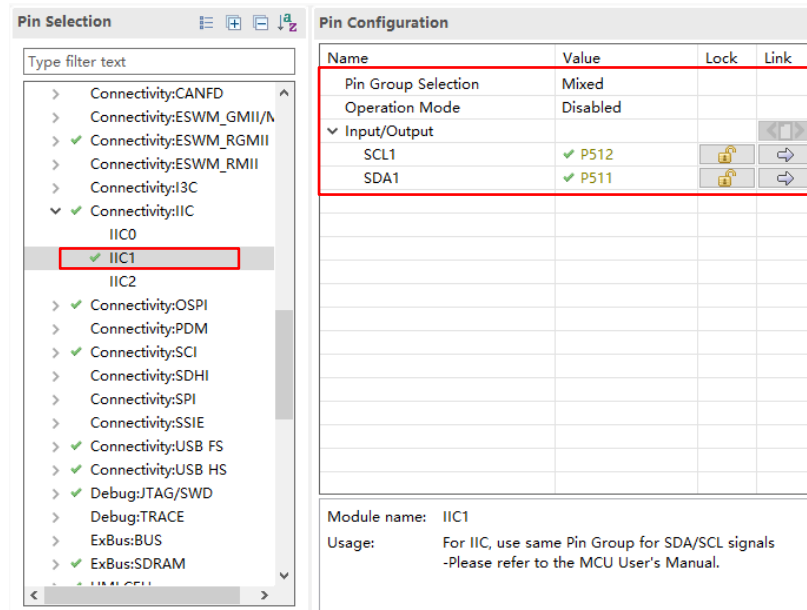 Pin Selection
Type filter text
Connectivity:CANFD
Connectivity:ESWM_GMII/M
Connectivity:ESWM_RGMII
Connectivity:ESWM_RMII
Connectivity:I3C
Connectivity:IIC
IIC0
IIC1
IIC2
Connectivity:OSPI
Connectivity:PDM
Connectivity:SCI
Connectivity:SDHI
Connectivity:SPI
Connectivity:SSIE
Connectivity:USB FS
Connectivity:USB HS
Debug:JTAG/SWD
Debug:TRACE
ExBus:BUS
ExBus:SDRAM
Pin Configuration
Name Value Lock Link
Pin Group Selection Mixed
Operation Mode Disabled
Input/Output
SCL1 P512
SDA1 P511
Module name: IIC1
Usage: For IIC, use same Pin Group for SDA/SCL signals
-Please refer to the MCU User's Manual.